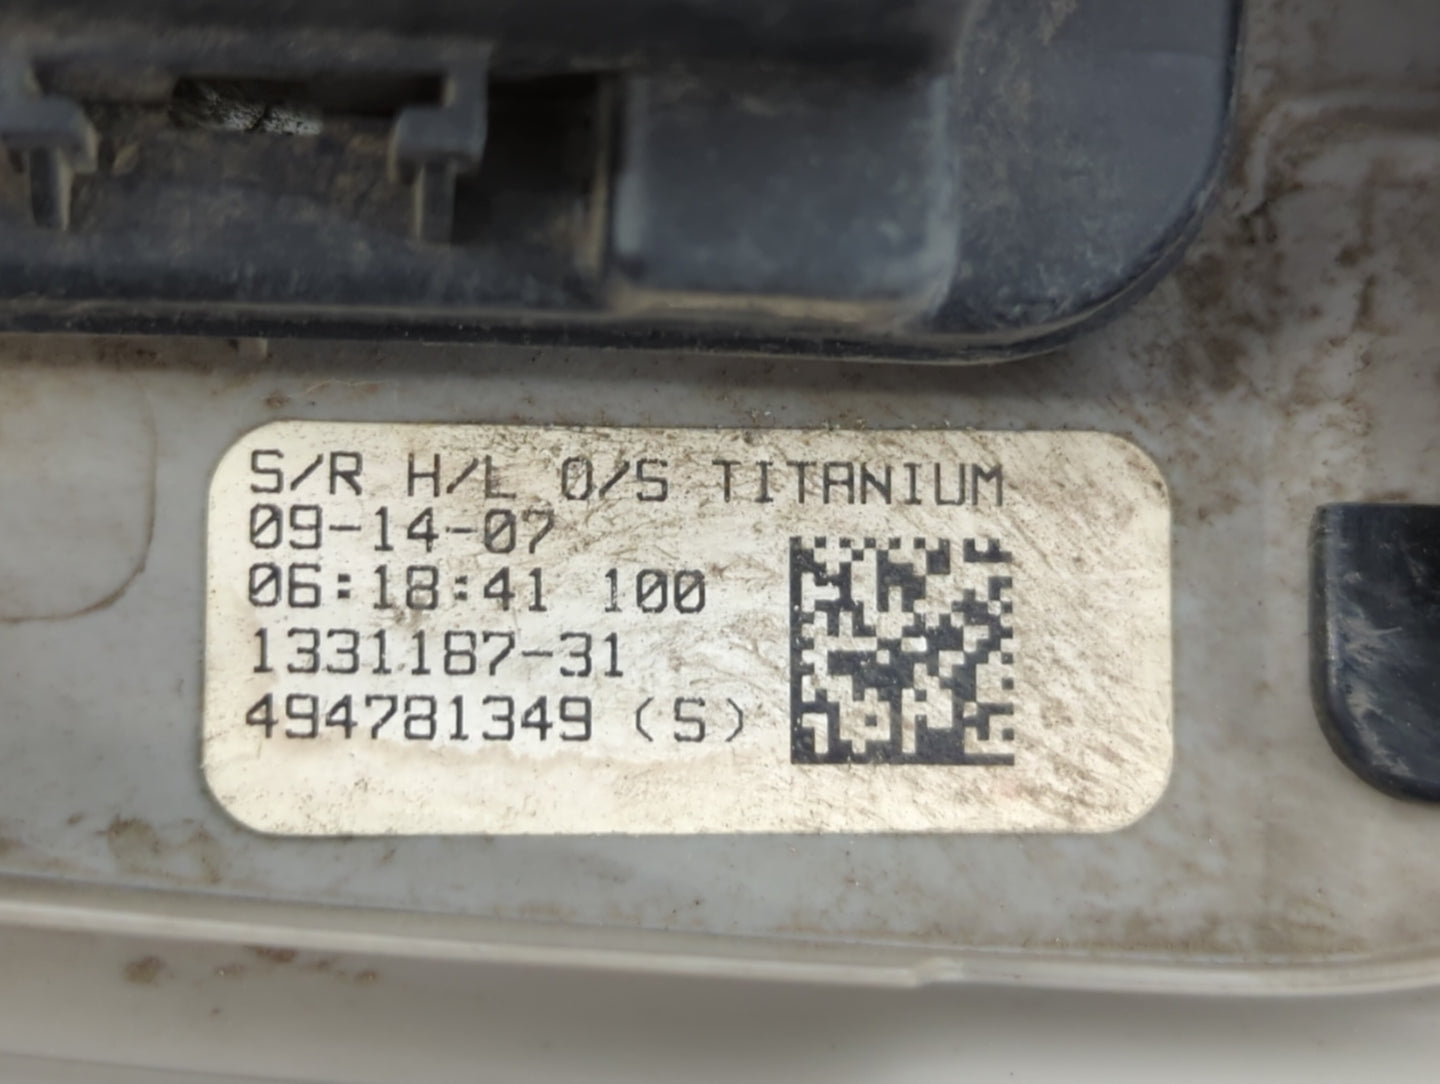 S/R H/L O/S TITANIUM
09-14-07
06:18:41 100
1331187-31
494781349 (S)